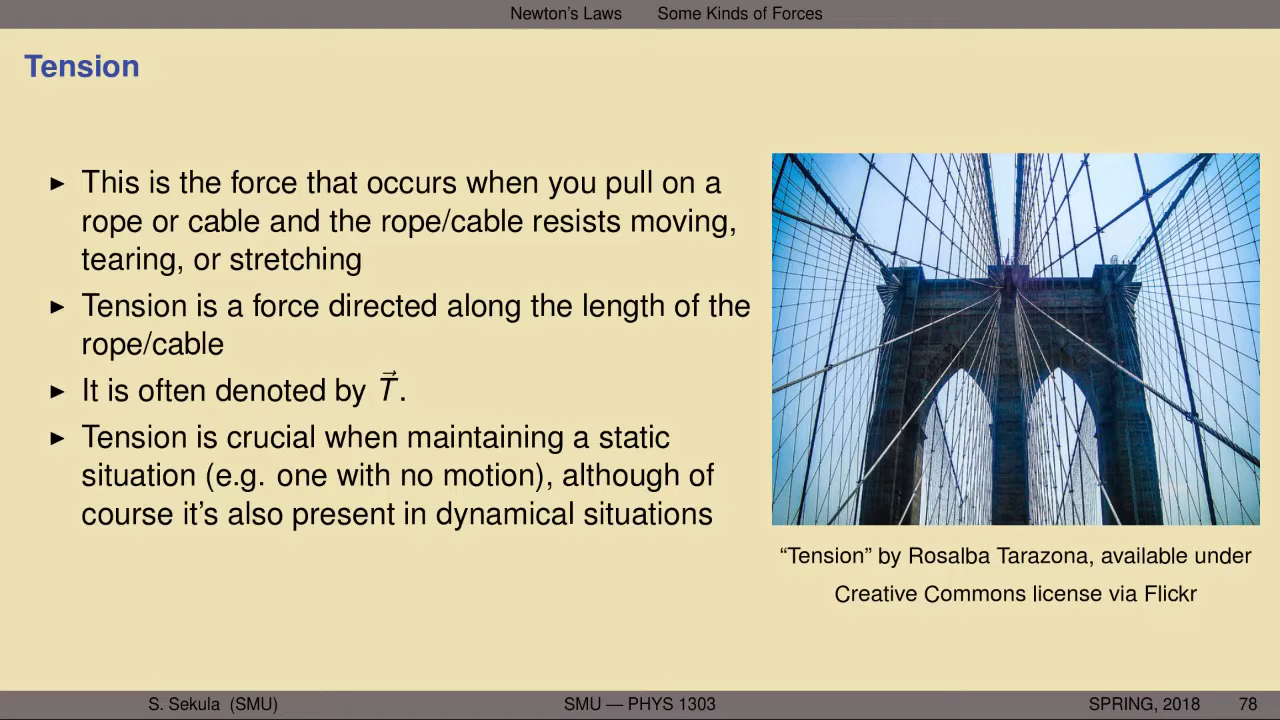 Newton's Laws Some Kinds of Forces
Tension
▶ This is the force that occurs when you pull on a
rope or cable and the rope/cable resists moving,
tearing, or stretching
▶ Tension is a force directed along the length of the
rope/cable
▶ It is often denoted by T⃗.
▶ Tension is crucial when maintaining a static
situation (e.g. one with no motion), although of
course it's also present in dynamical situations
“Tension” by Rosalba Tarazona, available under
Creative Commons license via Flickr
S. Sekula (SMU) SMU — PHYS 1303 SPRING, 2018 78